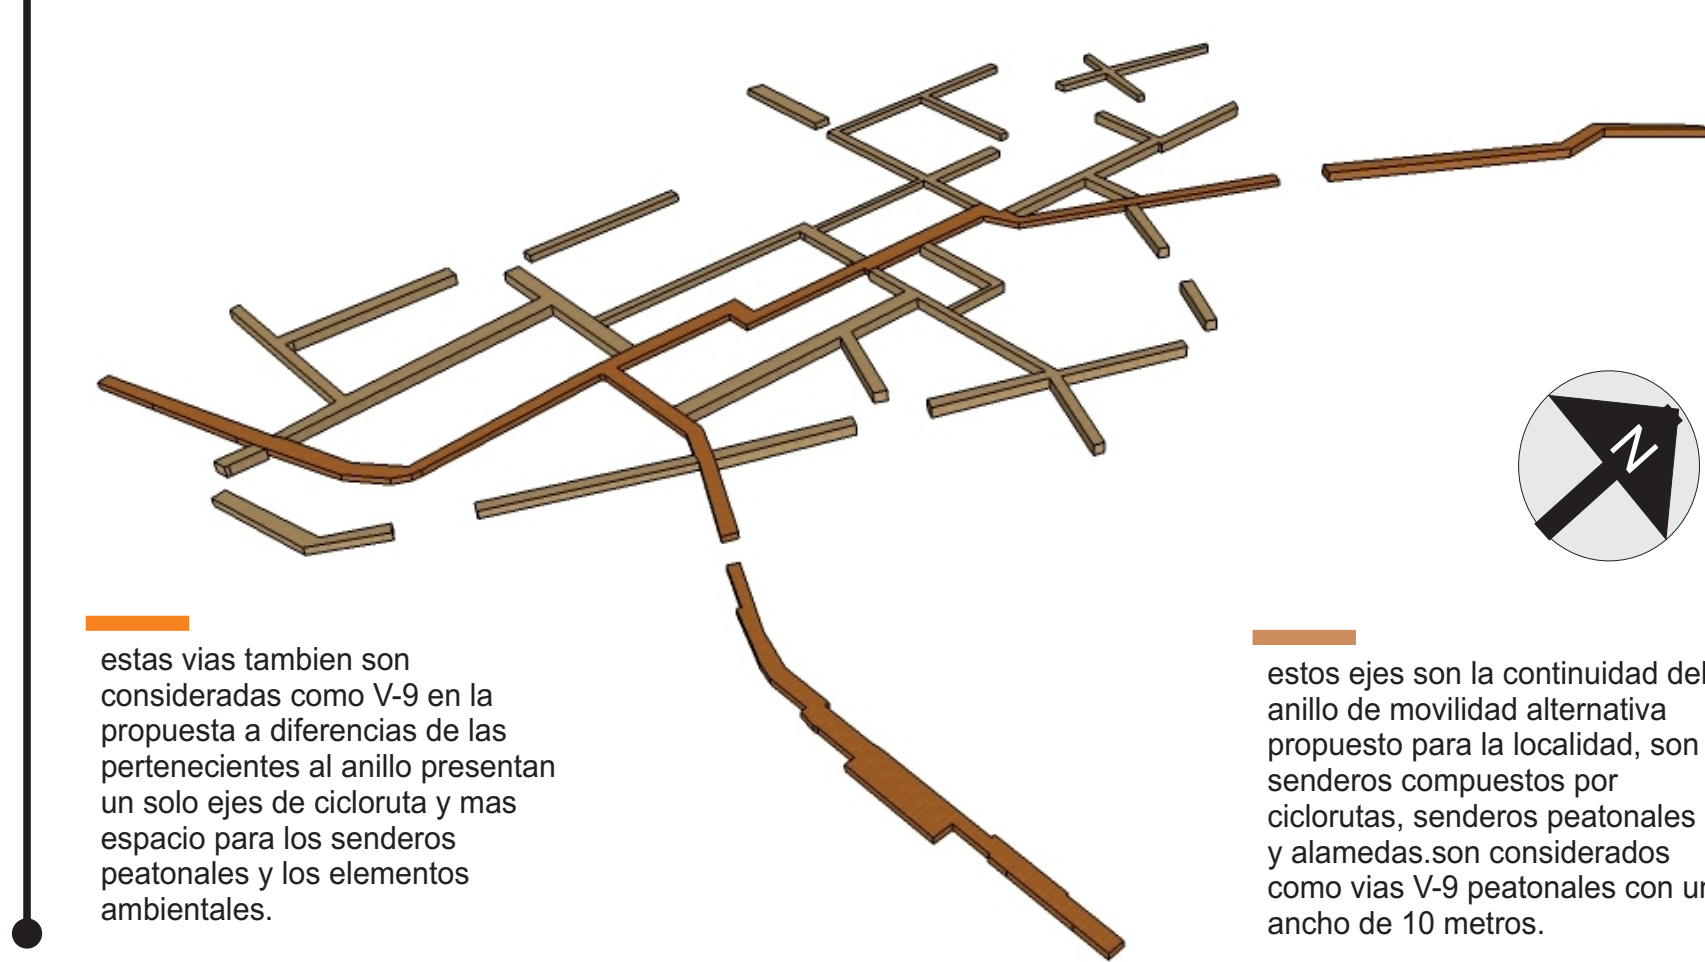 N
estas vias tambien son
consideradas como V-9 en la
propuesta a diferencias de las
pertenecientes al anillo presentan
un solo ejes de cicloruta y mas
espacio para los senderos
peatonales y los elementos
ambientales.
estos ejes son la continuidad del
anillo de movilidad alternativa
propuesto para la localidad, son
senderos compuestos por
ciclorutas, senderos peatonales
y alamedas.son considerados
como vias V-9 peatonales con un
ancho de 10 metros.